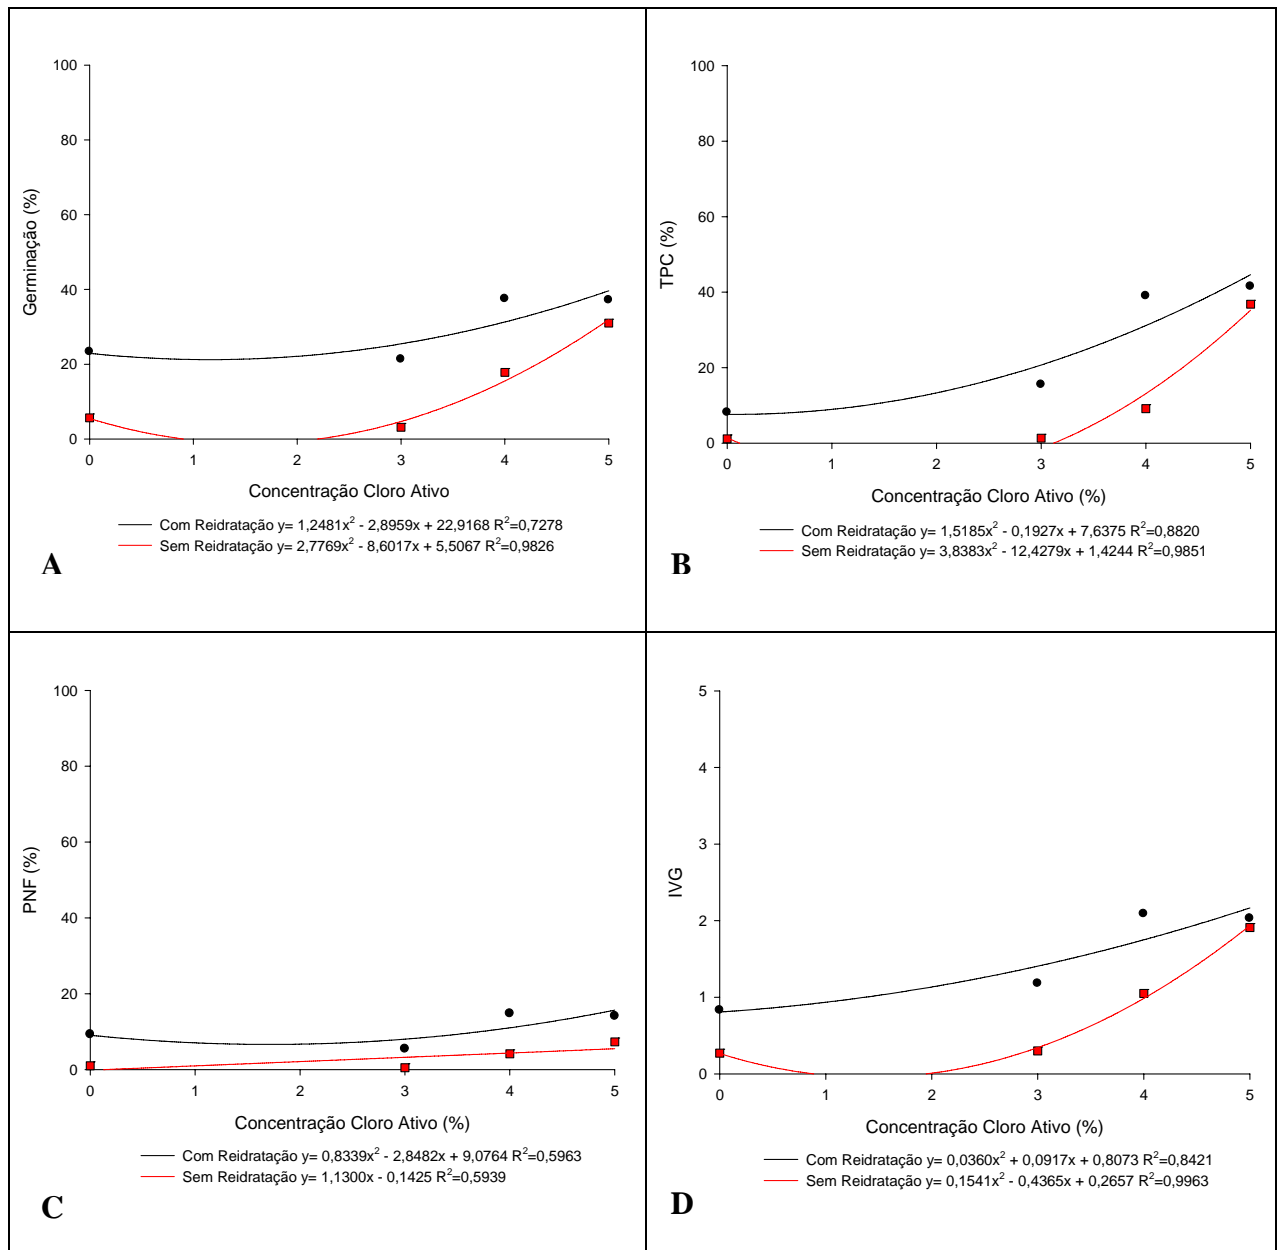 100
80
60
40
20
0
Germinação (%)
0 1 2 3 4 5
Concentração Cloro Ativo
Com Reidratação y= 1,2481x² - 2,8959x + 22,9168 R²=0,7278
Sem Reidratação y= 2,7769x² - 8,6017x + 5,5067 R²=0,9826
A
100
80
60
40
20
0
TPC (%)
0 1 2 3 4 5
Concentração Cloro Ativo (%)
Com Reidratação y= 1,5185x² - 0,1927x + 7,6375 R²=0,8820
Sem Reidratação y= 3,8383x² - 12,4279x + 1,4244 R²=0,9851
B
100
80
60
40
20
0
PNF (%)
0 1 2 3 4 5
Concentração Cloro Ativo (%)
Com Reidratação y= 0,8339x² - 2,8482x + 9,0764 R²=0,5963
Sem Reidratação y= 1,1300x - 0,1425 R²=0,5939
C
5
4
3
2
1
0
IVG
0 1 2 3 4 5
Concentração Cloro Ativo (%)
Com Reidratação y= 0,0360x² + 0,0917x + 0,8073 R²=0,8421
Sem Reidratação y= 0,1541x² - 0,4365x + 0,2657 R²=0,9963
D